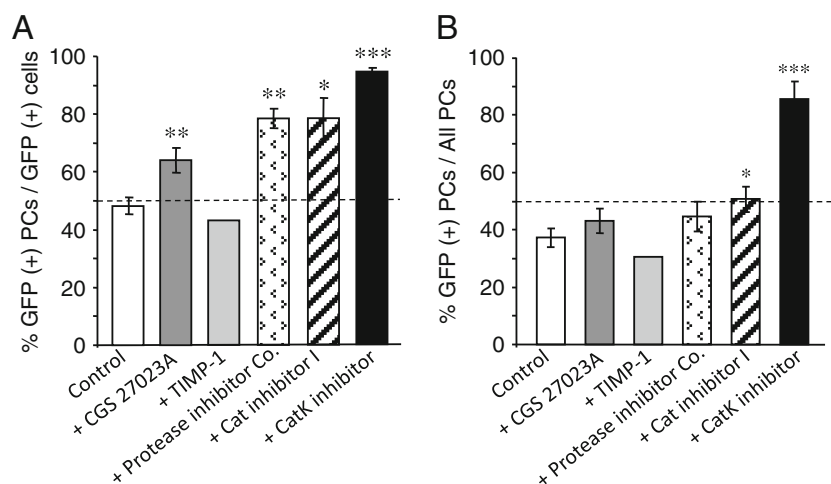 A
% GFP (+) PCs / GFP (+) cells
100
80
60
40
20
0
**
**
*
***
Control
+ CGS 27023A
+ TIMP-1
+ Protease inhibitor Co.
+ Cat inhibitor I
+ CatK inhibitor
B
% GFP (+) PCs / All PCs
100
80
60
40
20
0
*
***
Control
+ CGS 27023A
+ TIMP-1
+ Protease inhibitor Co.
+ Cat inhibitor I
+ CatK inhibitor